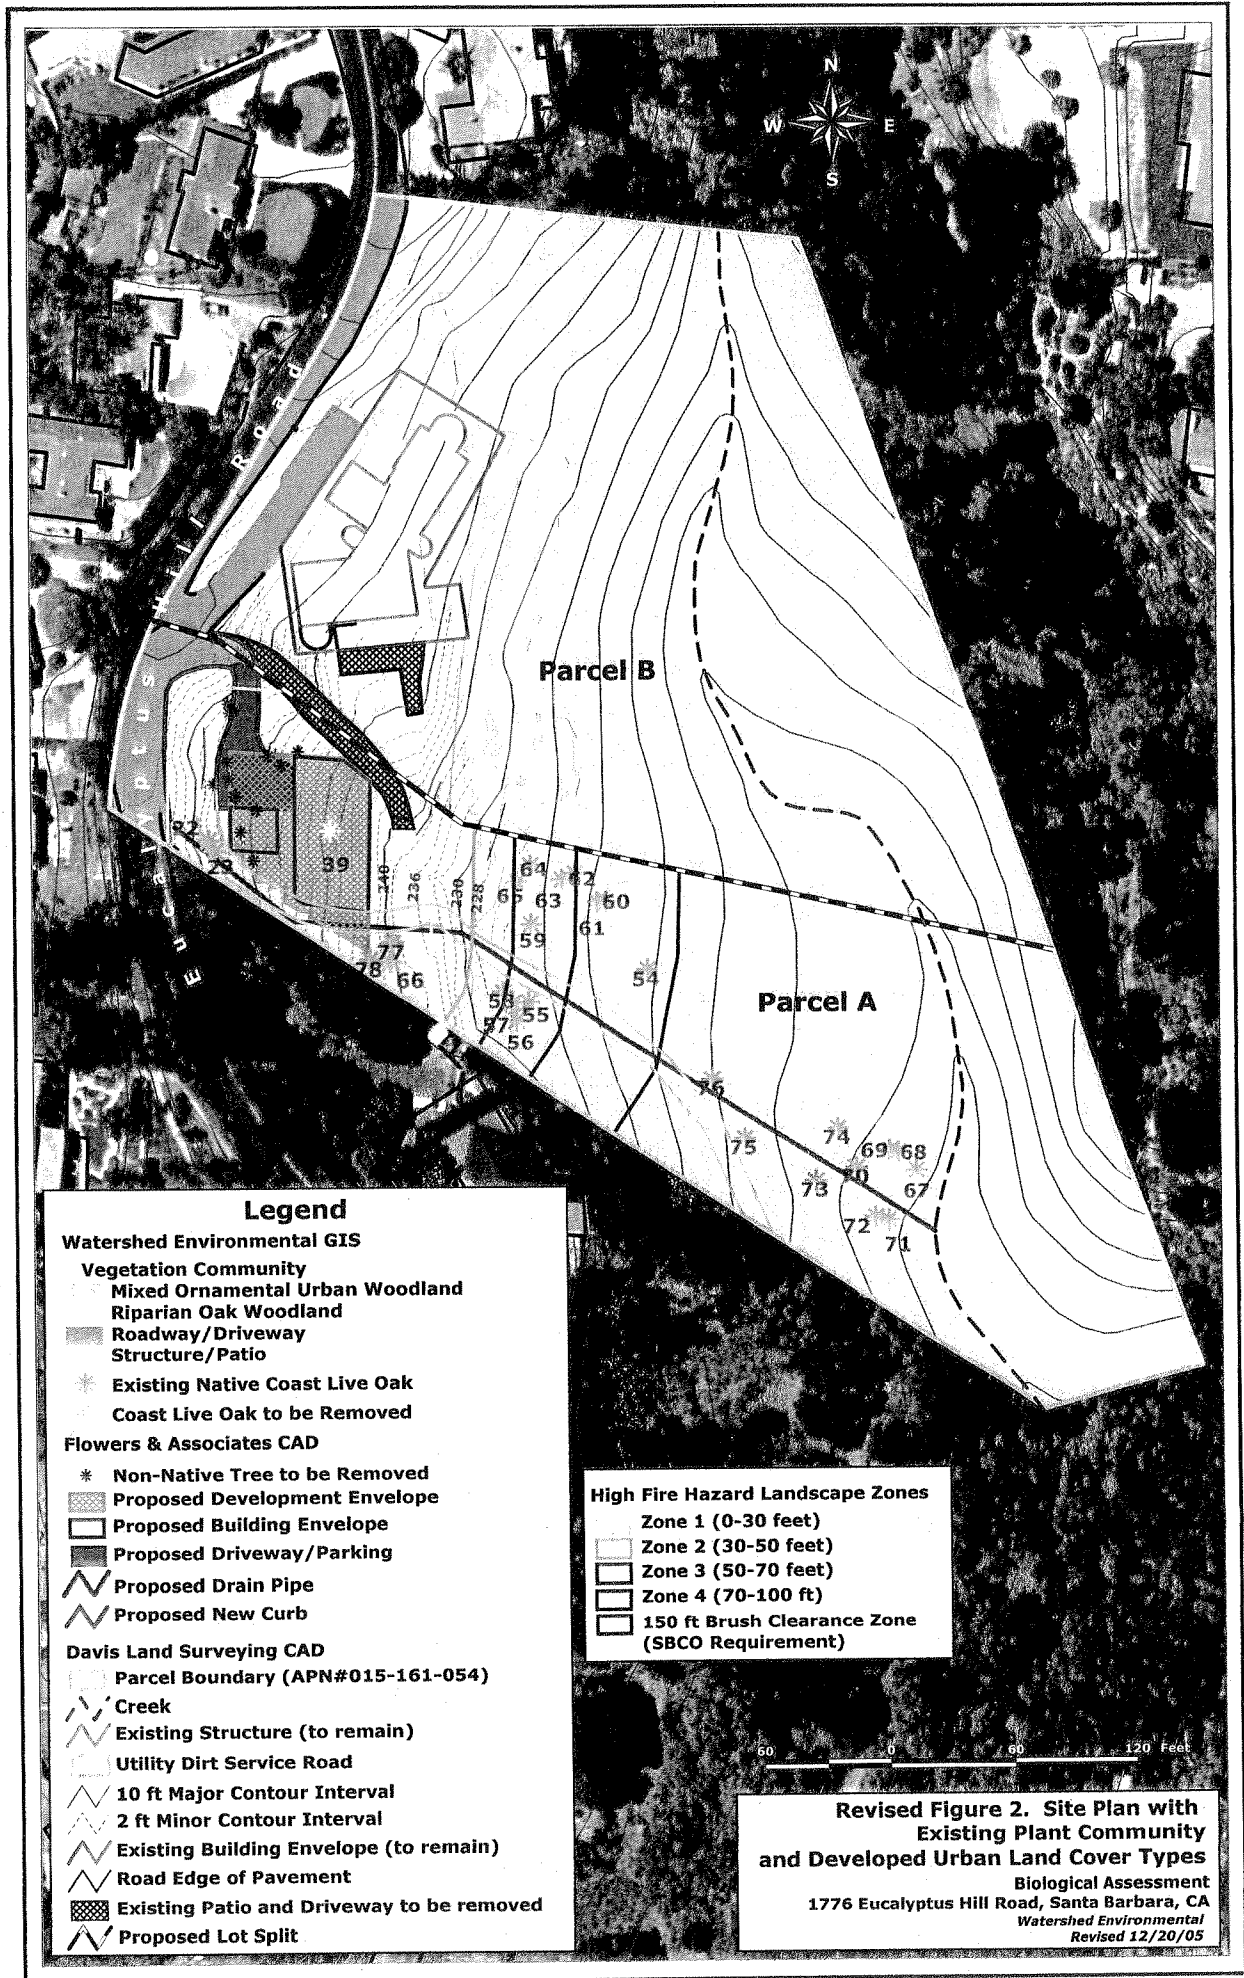 N
W E
S
Eucalyptus Hill Road
Parcel B
22
23
39
240
236
230
228
64
62
65
63
60
59
61
77
78
66
54
58
55
57
56
Parcel A
76
75
74
69
68
70
73
67
72
71
Legend
Watershed Environmental GIS
Vegetation Community
Mixed Ornamental Urban Woodland
Riparian Oak Woodland
Roadway/Driveway
Structure/Patio
Existing Native Coast Live Oak
Coast Live Oak to be Removed
Flowers & Associates CAD
Non-Native Tree to be Removed
Proposed Development Envelope
Proposed Building Envelope
Proposed Driveway/Parking
Proposed Drain Pipe
Proposed New Curb
Davis Land Surveying CAD
Parcel Boundary (APN#015-161-054)
Creek
Existing Structure (to remain)
Utility Dirt Service Road
10 ft Major Contour Interval
2 ft Minor Contour Interval
Existing Building Envelope (to remain)
Road Edge of Pavement
Existing Patio and Driveway to be removed
Proposed Lot Split
High Fire Hazard Landscape Zones
Zone 1 (0-30 feet)
Zone 2 (30-50 feet)
Zone 3 (50-70 feet)
Zone 4 (70-100 ft)
150 ft Brush Clearance Zone
(SBCO Requirement)
60 0 60 120 Feet
Revised Figure 2. Site Plan with
Existing Plant Community
and Developed Urban Land Cover Types
Biological Assessment
1776 Eucalyptus Hill Road, Santa Barbara, CA
Watershed Environmental
Revised 12/20/05